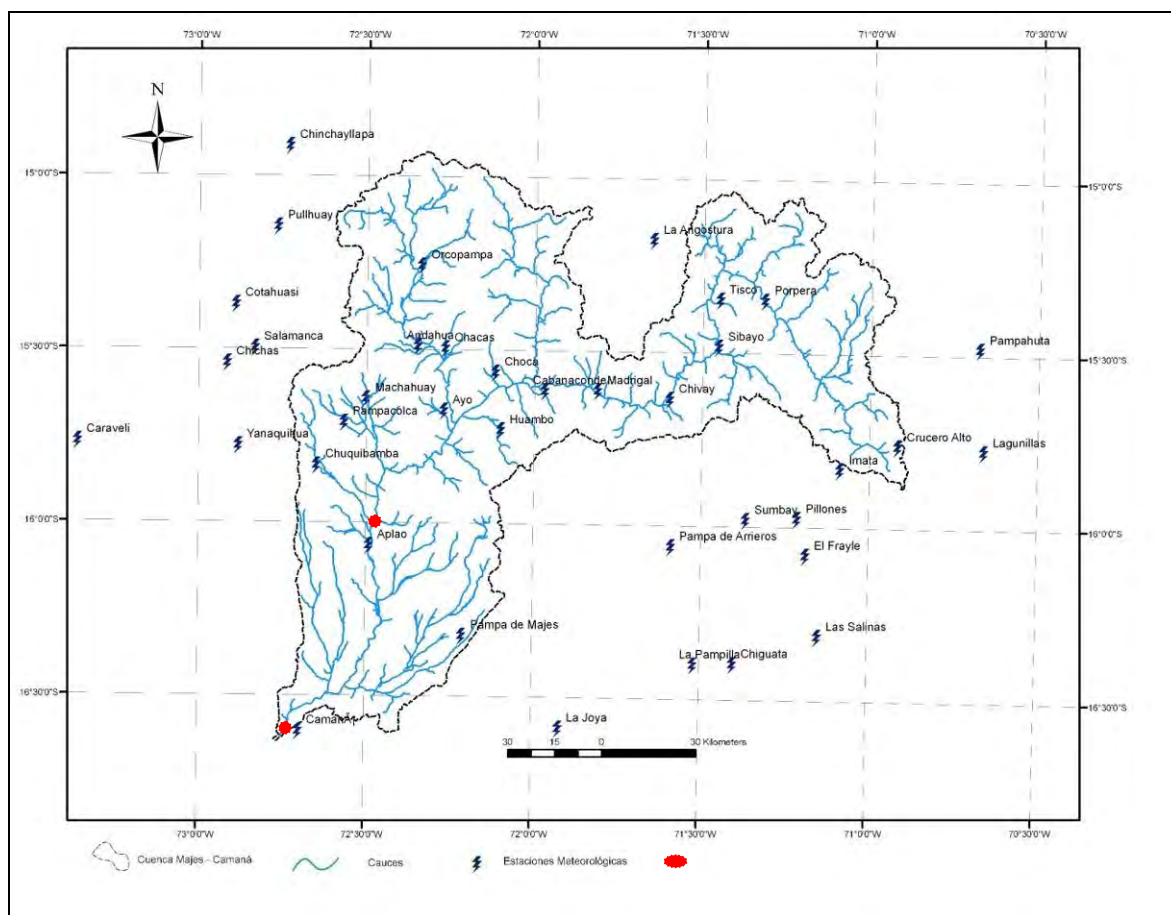 73°0'0"W 72°30'0"W 72°0'0"W 71°30'0"W 71°0'0"W 70°30'0"W
N
Chinchayllapa
15°0'0"S 15°0'0"S
Pullhuay
La Angostura
Orcopampa
Cotahuasi
Tisco Porpera
Salamanca
Andahua Chacas
Sibayo
15°30'0"S 15°30'0"S
Chichas
Pampahuta
Choco
Machahuay
Cabanaconde Madrigal
Chivay
Ayo
Pampacolca
Huambo
Caraveli
Yanaquihua
Crucero Alto
Lagunillas
Chuquibamba
Imata
Sumbay Pillones
16°0'0"S 16°0'0"S
Aplao
Pampa de Arrieros
El Frayle
Pampa de Majes
Las Salinas
La Pampilla Chiguata
16°30'0"S 16°30'0"S
La Joya
30 15 0 30 Kilometers
73°0'0"W 72°30'0"W 72°0'0"W 71°30'0"W 71°0'0"W 70°30'0"W
Cuenca Majes - Camaná Cauces Estaciones Meteorológicas